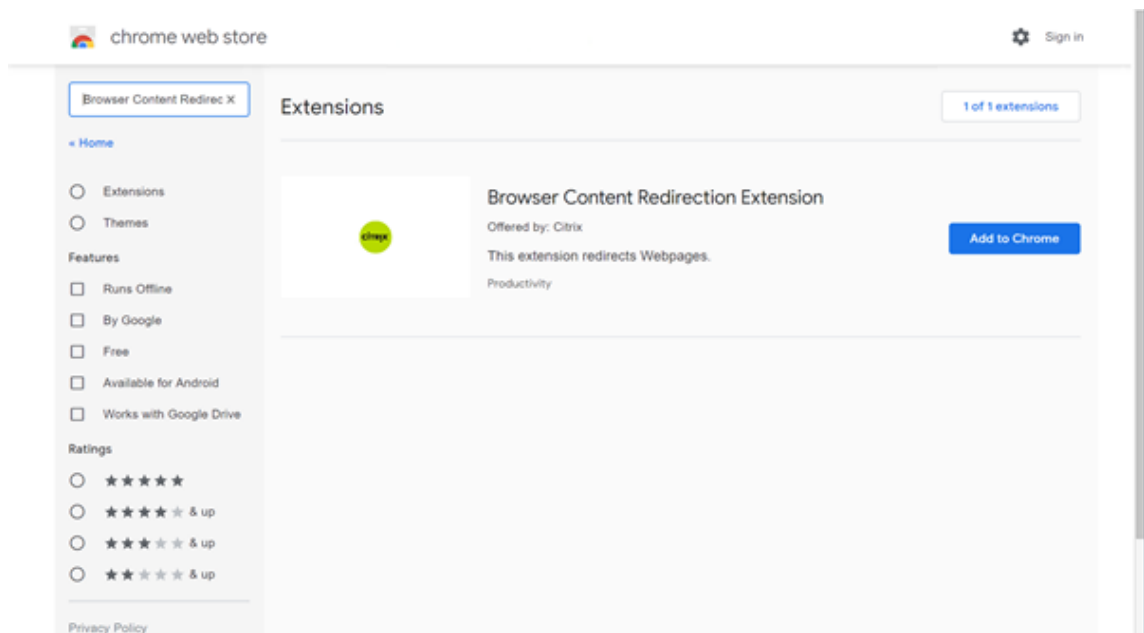 chrome web store
Sign in
Browser Content Redirec
« Home
Extensions
Themes
Features
Runs Offline
By Google
Free
Available for Android
Works with Google Drive
Ratings
& up
& up
& up
Privacy Policy
Extensions
1 of 1 extensions
citrix
Browser Content Redirection Extension
Offered by: Citrix
This extension redirects Webpages.
Productivity
Add to Chrome